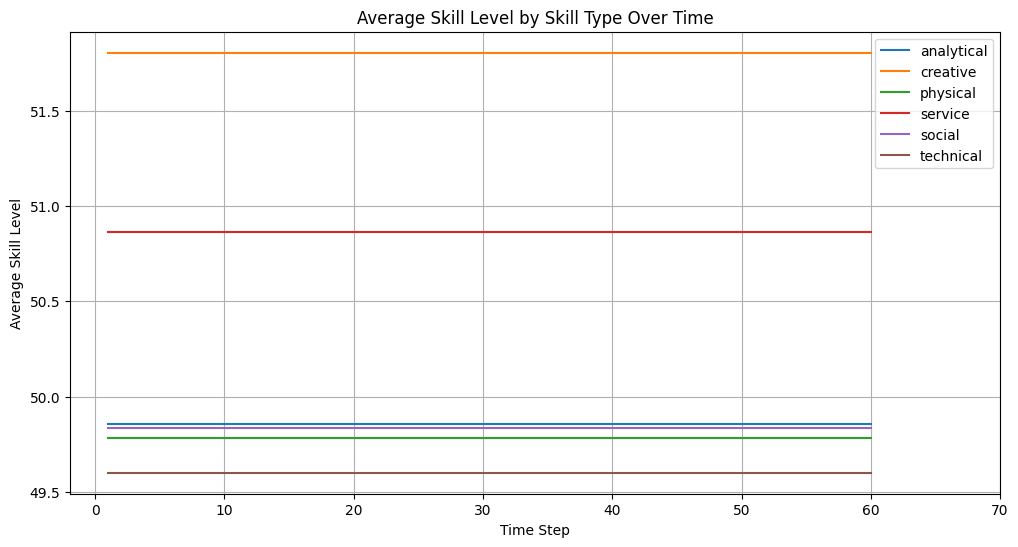 Average Skill Level by Skill Type Over Time
analytical
creative
physical
service
social
technical
Average Skill Level
51.5
51.0
50.5
50.0
49.5
0 10 20 30 40 50 60 70
Time Step